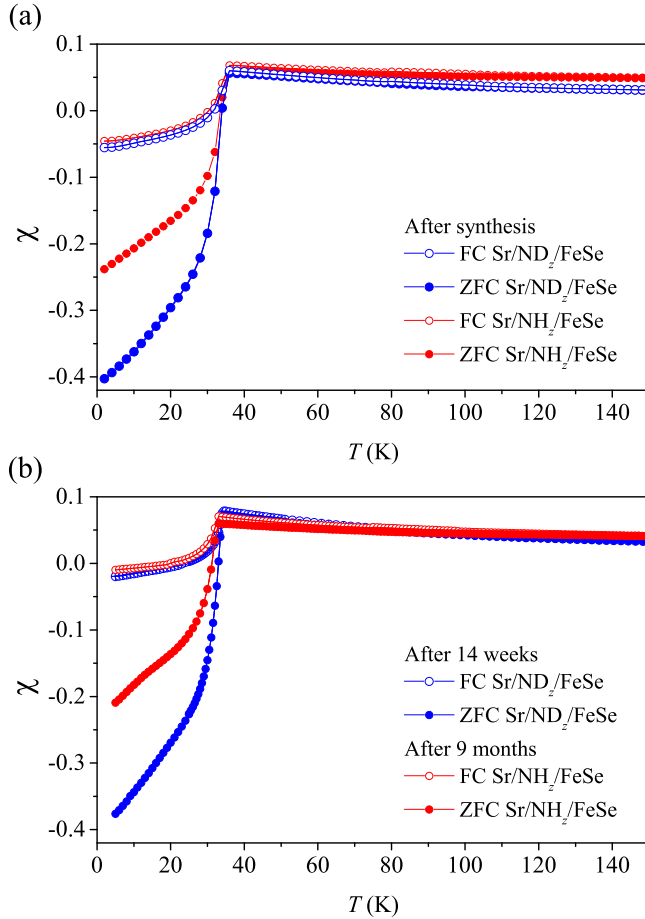 (a)
0.1
0.0
-0.1
-0.2
-0.3
-0.4
χ
After synthesis
FC Sr/ND_z/FeSe
ZFC Sr/ND_z/FeSe
FC Sr/NH_z/FeSe
ZFC Sr/NH_z/FeSe
0 20 40 60 80 100 120 140
T (K)
(b)
0.1
0.0
-0.1
-0.2
-0.3
-0.4
χ
After 14 weeks
FC Sr/ND_z/FeSe
ZFC Sr/ND_z/FeSe
After 9 months
FC Sr/NH_z/FeSe
ZFC Sr/NH_z/FeSe
0 20 40 60 80 100 120 140
T (K)